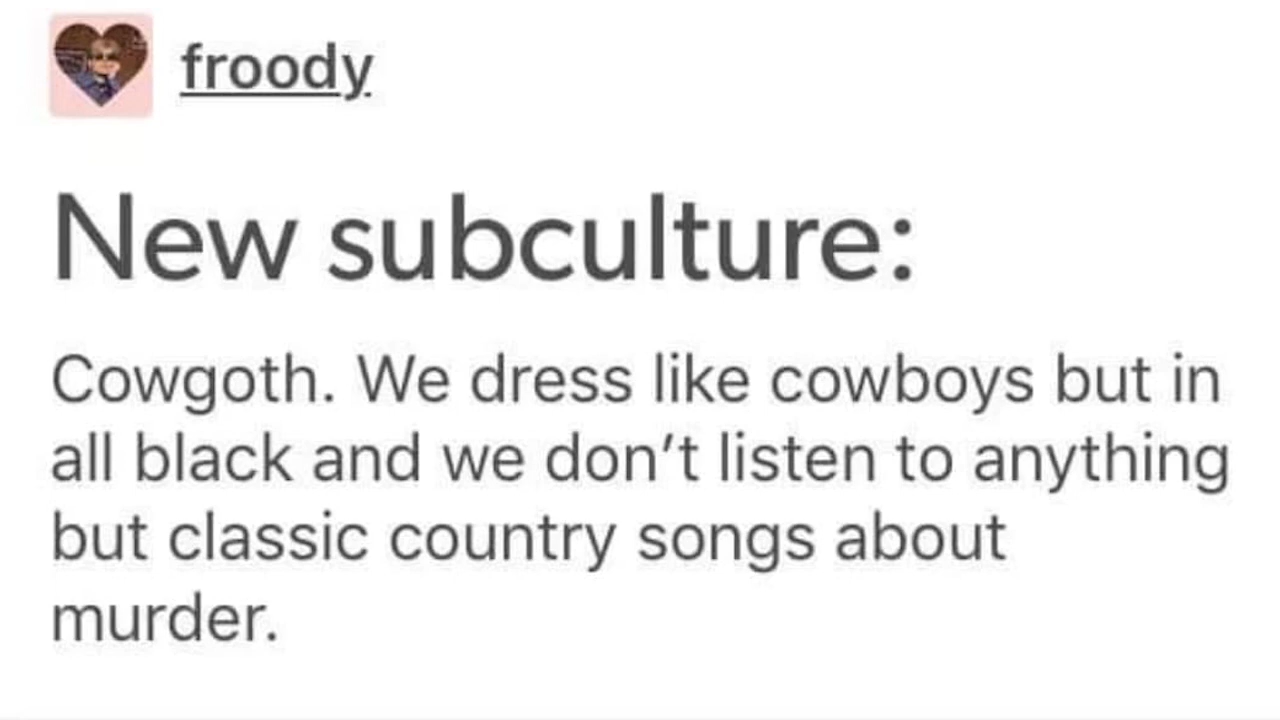 froody
New subculture:
Cowgoth. We dress like cowboys but in
all black and we don’t listen to anything
but classic country songs about
murder.